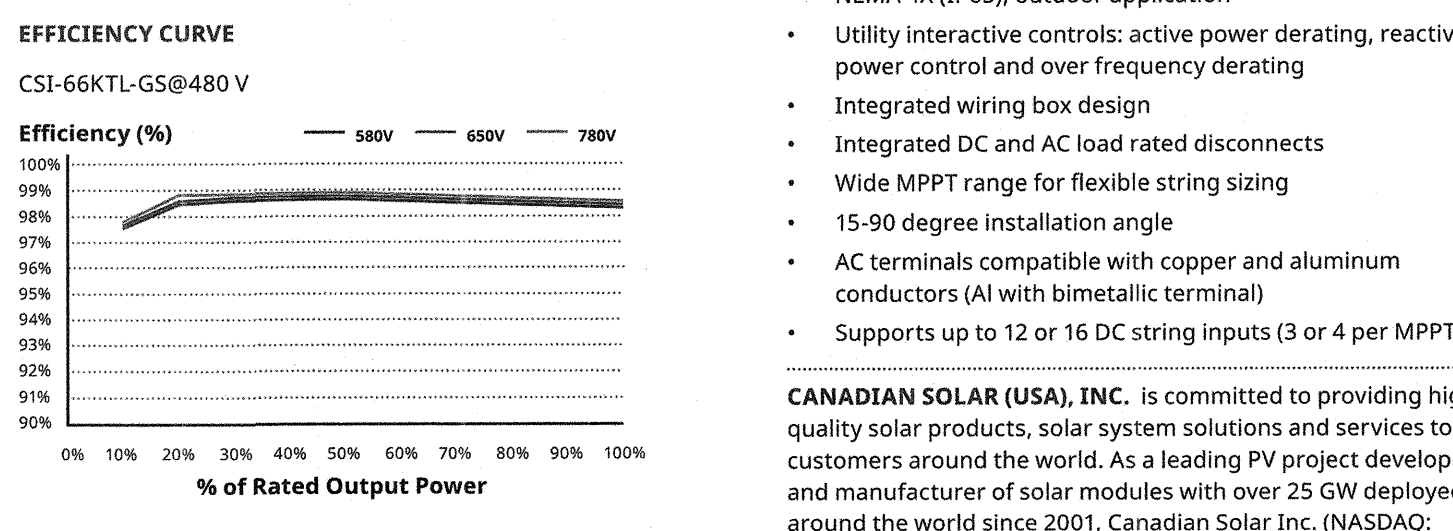 EFFICIENCY CURVE
CSI-66KTL-GS@480 V
Efficiency (%)
580V 650V 780V
100%
99%
98%
97%
96%
95%
94%
93%
92%
91%
90%
0% 10% 20% 30% 40% 50% 60% 70% 80% 90% 100%
% of Rated Output Power
• Utility interactive controls: active power derating, reactiv
power control and over frequency derating
• Integrated wiring box design
• Integrated DC and AC load rated disconnects
• Wide MPPT range for flexible string sizing
• 15-90 degree installation angle
• AC terminals compatible with copper and aluminum
conductors (Al with bimetallic terminal)
• Supports up to 12 or 16 DC string inputs (3 or 4 per MPPT
CANADIAN SOLAR (USA), INC. is committed to providing hig
quality solar products, solar system solutions and services to
customers around the world. As a leading PV project develop
and manufacturer of solar modules with over 25 GW deploye
around the world since 2001, Canadian Solar Inc. (NASDAQ: